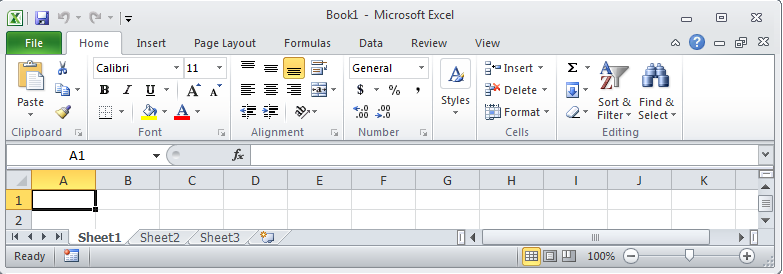 Book1 - Microsoft Excel
File Home Insert Page Layout Formulas Data Review View
Calibri 11 General Insert Σ
Paste B I U A A $ % , Styles Delete Sort & Filter Find & Select
A .00 .0 Format
Clipboard Font Alignment Number Cells Editing
A1 fx
A B C D E F G H I J K
1
2
Sheet1 Sheet2 Sheet3
Ready 100%